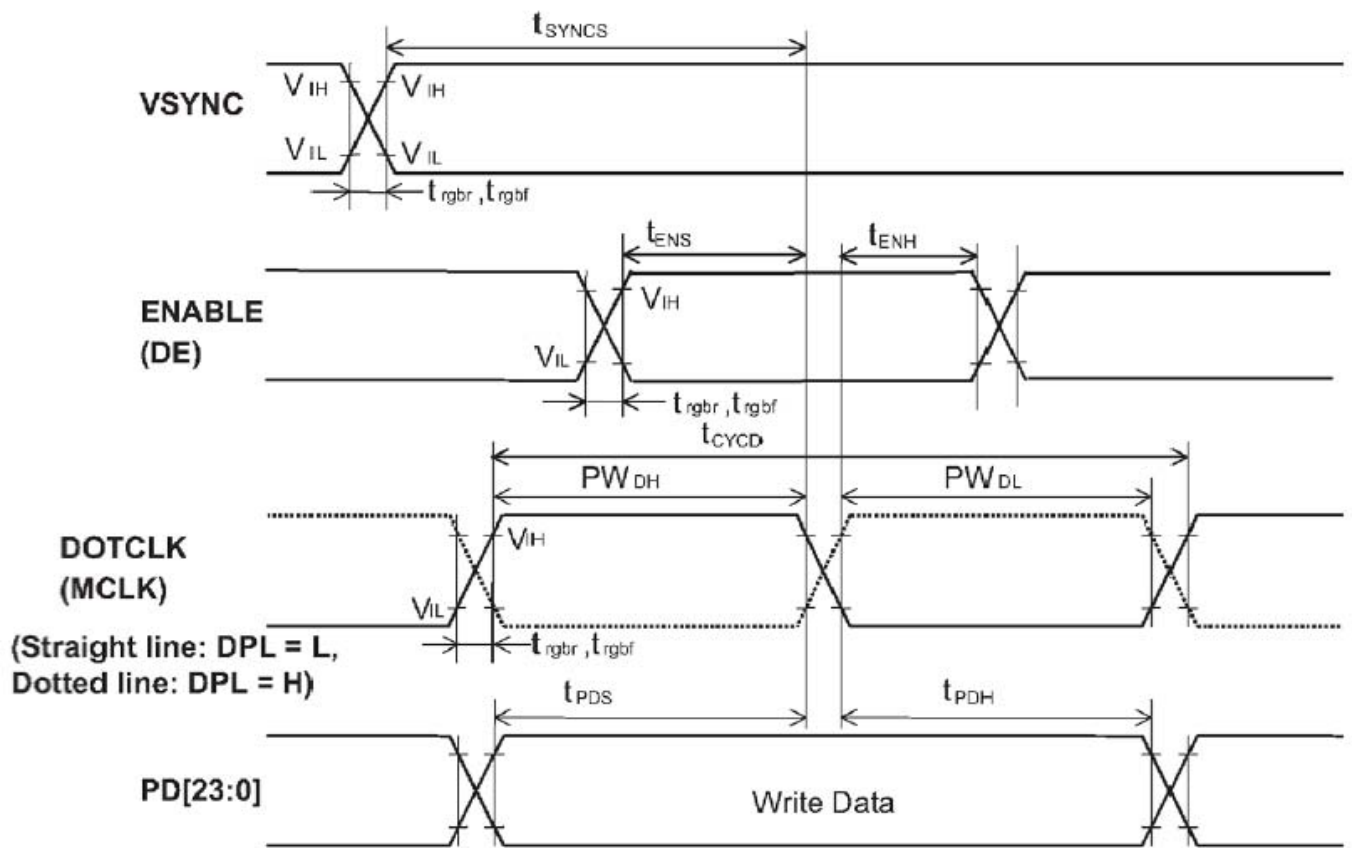 tSYNCS
VSYNC
VIH VIH
VIL VIL
trgbr ,trgbf
tENS tENH
ENABLE
(DE)
VIH
VIL
trgbr ,trgbf
tCYCD
PWDH PWDL
DOTCLK
(MCLK)
VIH
VIL
(Straight line: DPL = L,
Dotted line: DPL = H)
trgbr ,trgbf
tPDS tPDH
PD[23:0]
Write Data